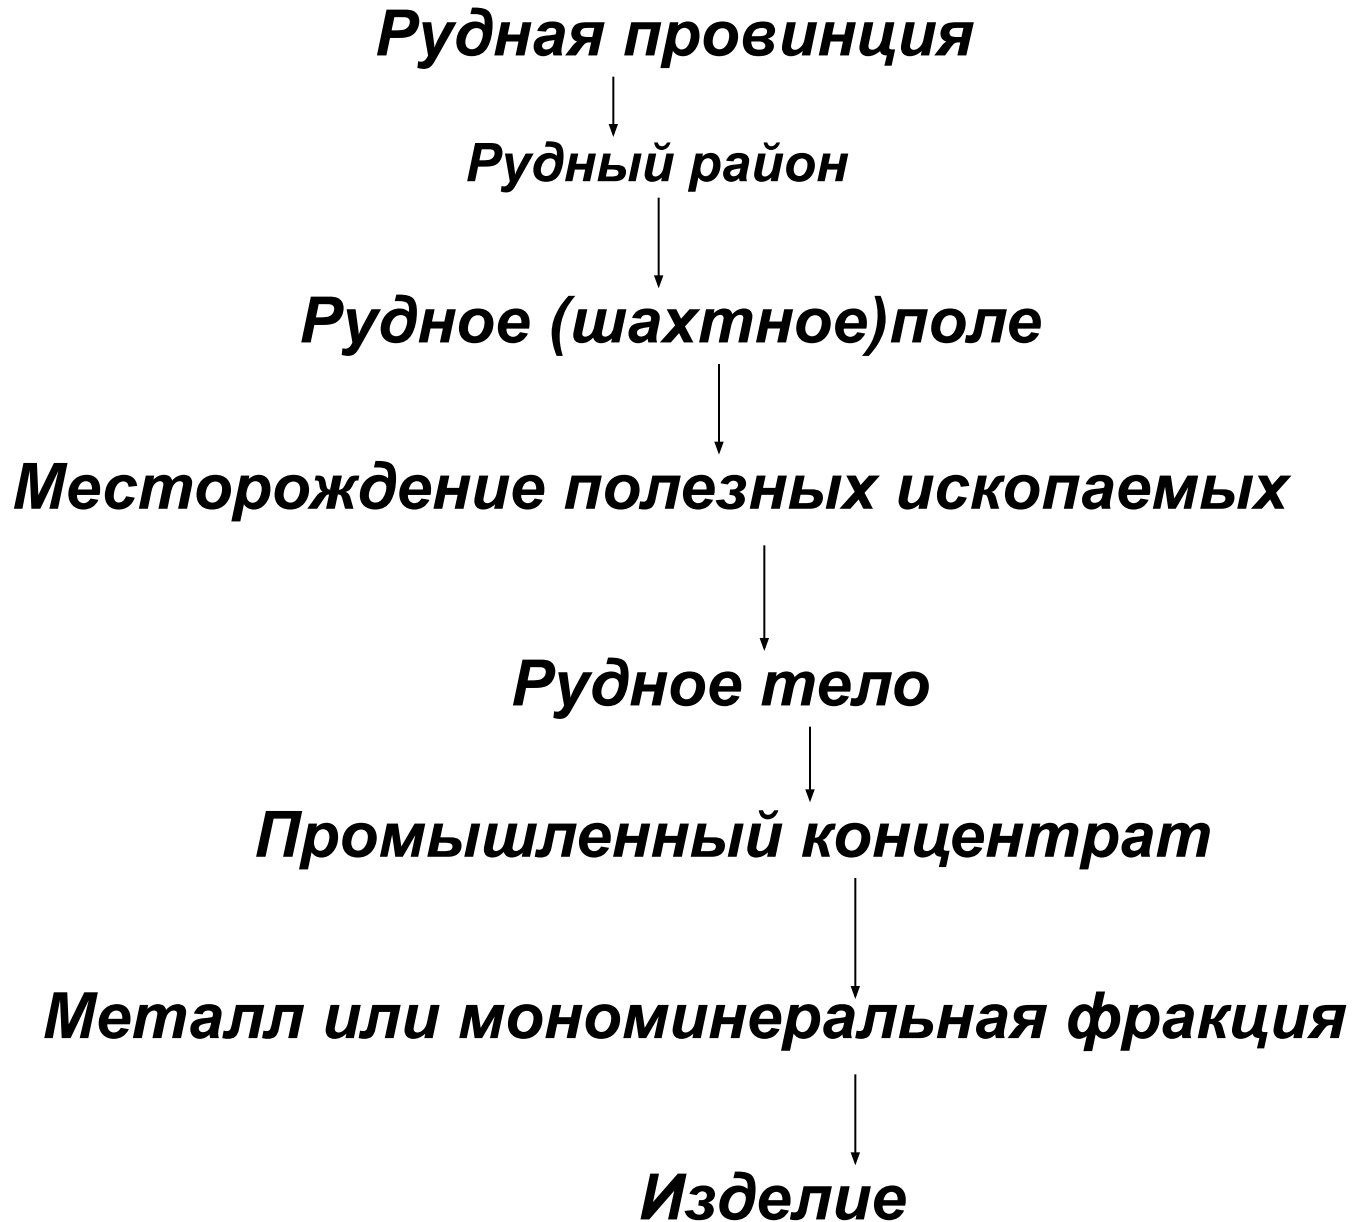 Рудная провинция
Рудный район
Рудное (шахтное)поле
Месторождение полезных ископаемых
Рудное тело
Промышленный концентрат
Металл или мономинеральная фракция
Изделие